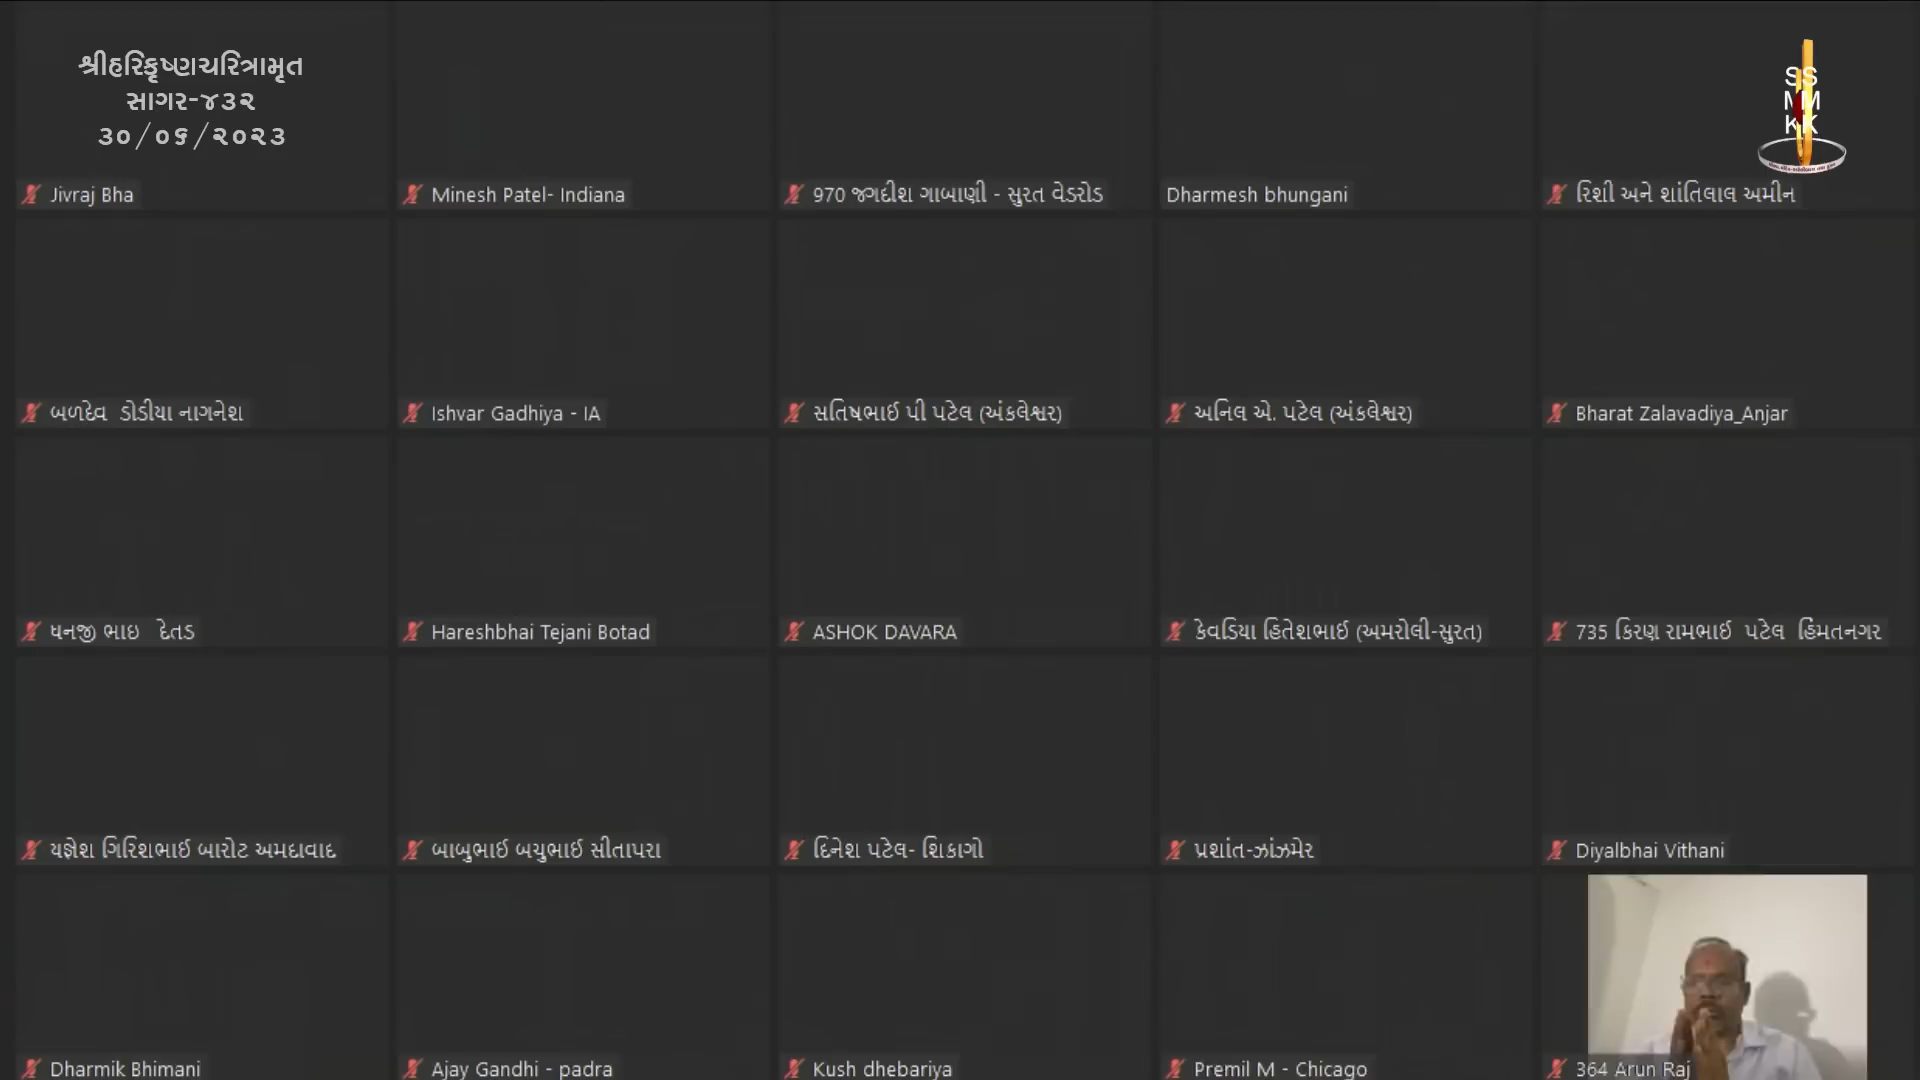 શ્રીહરિકૃષ્ણચરિત્રામૃત
સાગર-૪૩૨
૩૦/૦૬/૨૦૨૩
SS
MM
KK
Jivraj Bha
Minesh Patel- Indiana
970 જગદીશ ગાબાણી - સુરત વેડરોડ
Dharmesh bhungani
રિશી અને શાંતિલાલ અમીન
બળદેવ ડોડીયા નાગનેશ
Ishvar Gadhiya - IA
સતિષભાઈ પી પટેલ (અંકલેશ્વર)
અનિલ એ. પટેલ (અંકલેશ્વર)
Bharat Zalavadiya_Anjar
ધનજી ભાઇ દેતડ
Hareshbhai Tejani Botad
ASHOK DAVARA
કેવડિયા હિતેશભાઈ (અમરોલી-સુરત)
735 કિરણ રામભાઈ પટેલ હિંમતનગર
યજ્ઞેશ ગિરિશભાઈ બારોટ અમદાવાદ
બાબુભાઈ બચુભાઈ સીતાપરા
દિનેશ પટેલ- શિકાગો
પ્રશાંત-ઝાંઝમેર
Diyalbhai Vithani
Dharmik Bhimani
Ajay Gandhi - padra
Kush dhebariya
Premil M - Chicago
364 Arun Raj